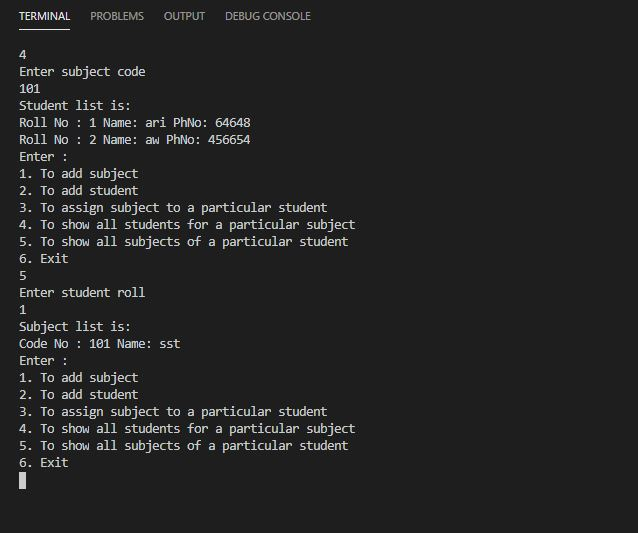 TERMINAL PROBLEMS OUTPUT DEBUG CONSOLE
4
Enter subject code
101
Student list is:
Roll No : 1 Name: ari PhNo: 64648
Roll No : 2 Name: aw PhNo: 456654
Enter :
1. To add subject
2. To add student
3. To assign subject to a particular student
4. To show all students for a particular subject
5. To show all subjects of a particular student
6. Exit
5
Enter student roll
1
Subject list is:
Code No : 101 Name: sst
Enter :
1. To add subject
2. To add student
3. To assign subject to a particular student
4. To show all students for a particular subject
5. To show all subjects of a particular student
6. Exit